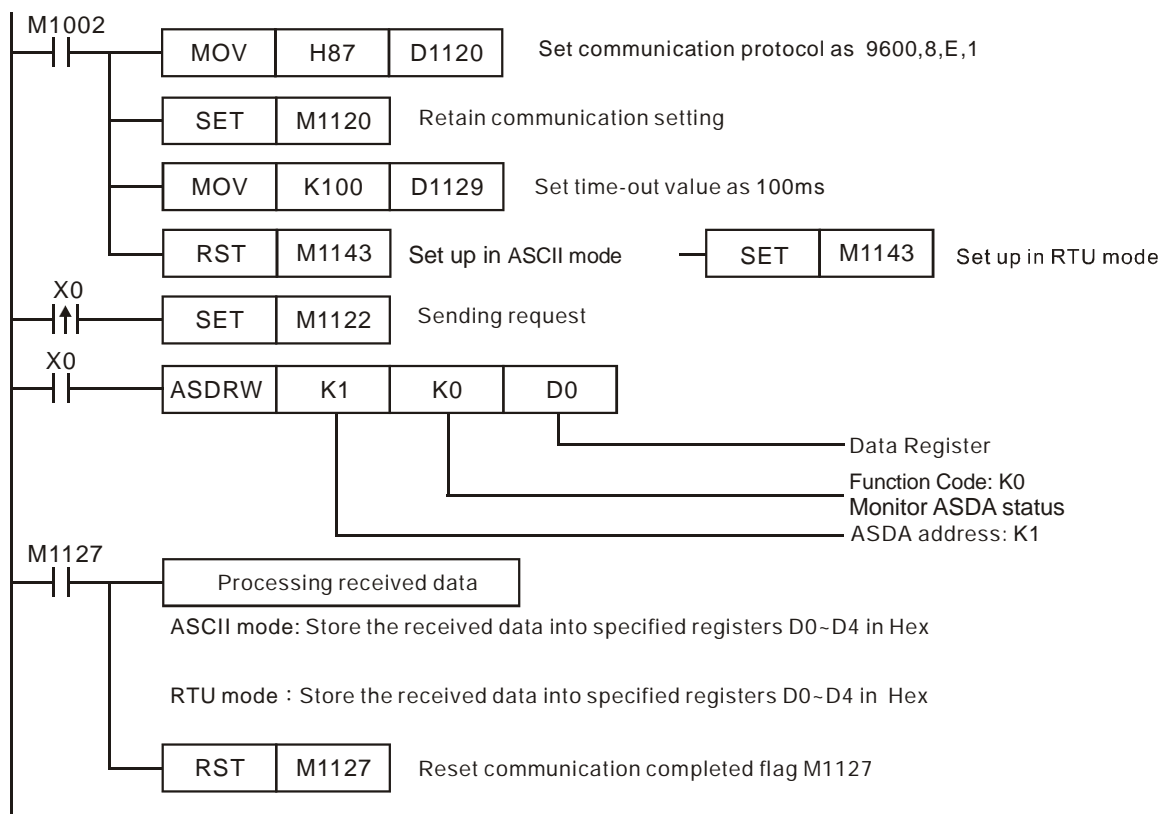 M1002
MOV H87 D1120 Set communication protocol as 9600,8,E,1
SET M1120 Retain communication setting
MOV K100 D1129 Set time-out value as 100ms
RST M1143 Set up in ASCII mode SET M1143 Set up in RTU mode
X0
SET M1122 Sending request
X0
ASDRW K1 K0 D0
Data Register
Function Code: K0
Monitor ASDA status
ASDA address: K1
M1127
Processing received data
ASCII mode: Store the received data into specified registers D0~D4 in Hex
RTU mode：Store the received data into specified registers D0~D4 in Hex
RST M1127 Reset communication completed flag M1127